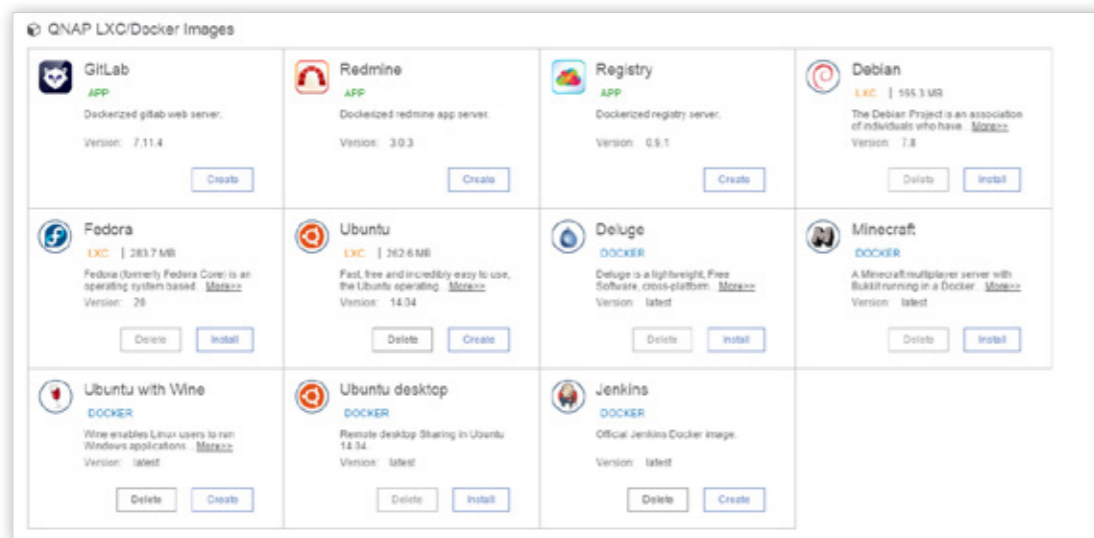 QNAP LXC/Docker Images
GitLab
APP
Dockerized gitlab web server.
Version: 7.11.4
Create
Redmine
APP
Dockerized redmine app server.
Version: 3.0.3
Create
Registry
APP
Dockerized registry server.
Version: 0.9.1
Create
Debian
LXC | MB
The Debian Project is an association
of individuals who have... More>>
Version: 7.8
Delete Install
Fedora
LXC | 283.7 MB
Fedora (formerly Fedora Core) is an
operating system based... More>>
Version: 20
Delete Install
Ubuntu
LXC | 262.6 MB
Fast, free and incredibly easy to use,
the Ubuntu operating... More>>
Version: 14.04
Delete Create
Deluge
DOCKER
Deluge is a lightweight, Free
Software, cross-platform... More>>
Version: latest
Delete Install
Minecraft
DOCKER
A Minecraft multiplayer server with
Bukkit running in a Docker... More>>
Version: latest
Delete Install
Ubuntu with Wine
DOCKER
Wine enables Linux users to run
Windows applications... More>>
Version: latest
Delete Create
Ubuntu desktop
DOCKER
Remote desktop Sharing in Ubuntu
14.04.
Version: latest
Delete Install
Jenkins
DOCKER
Official Jenkins Docker image.
Version: latest
Delete Create